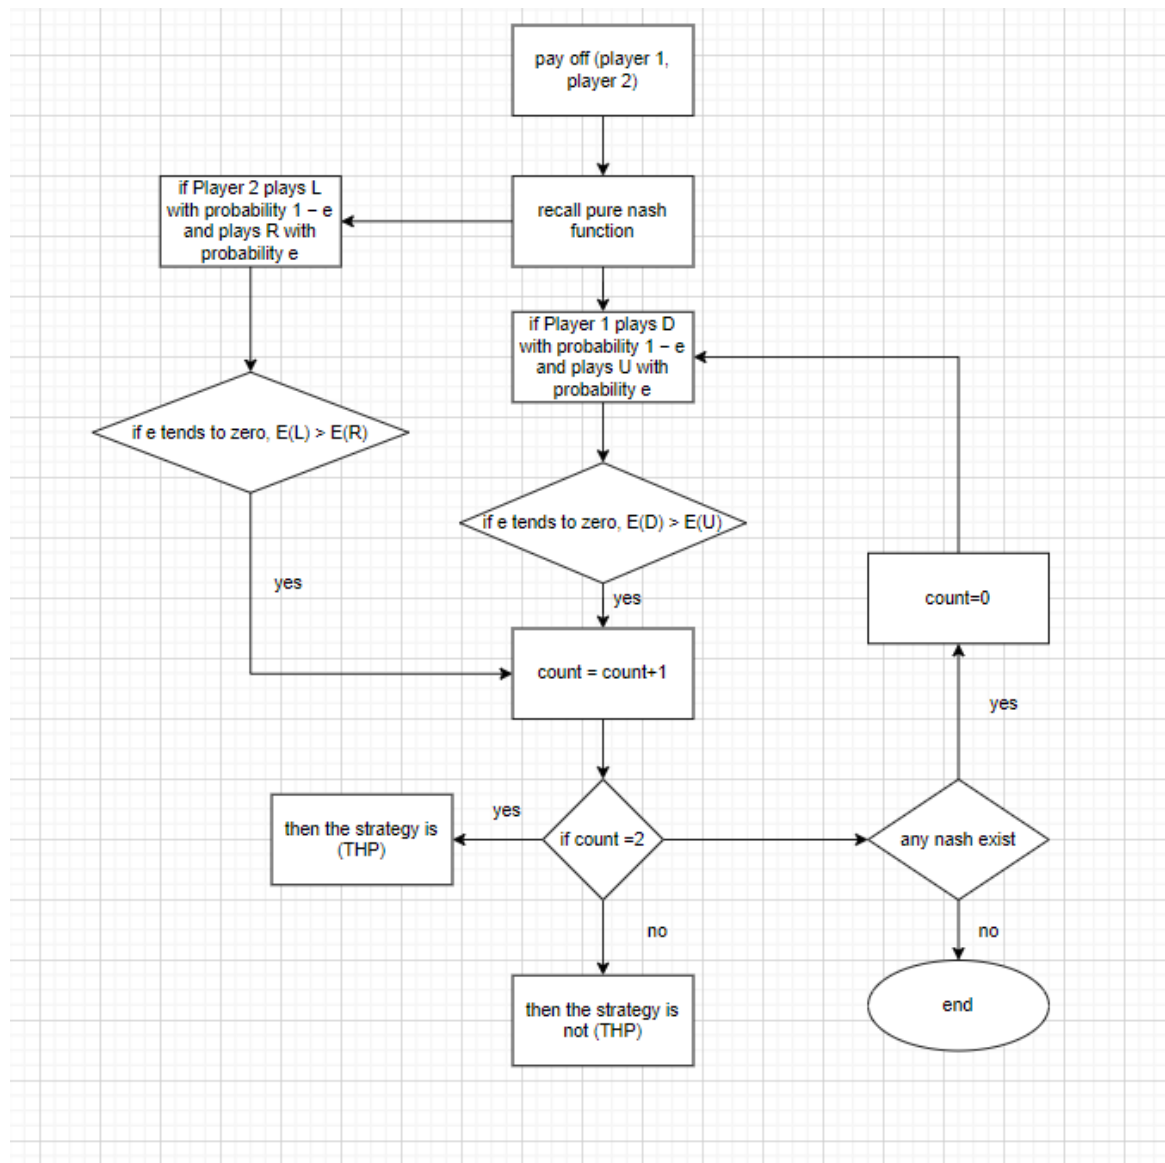 pay off (player 1,
player 2)
if Player 2 plays L
with probability 1 − e
and plays R with
probability e
recall pure nash
function
if Player 1 plays D
with probability 1 − e
and plays U with
probability e
if e tends to zero, E(L) > E(R)
if e tends to zero, E(D) > E(U)
yes
yes
count=0
count = count+1
yes
then the strategy is
(THP)
yes
if count =2
any nash exist
no
no
then the strategy is
not (THP)
end